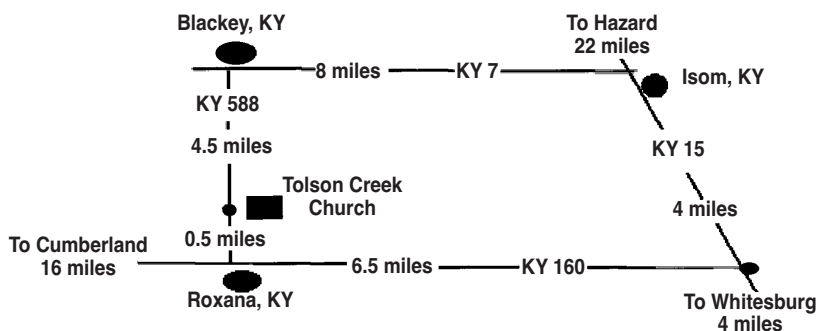 Blackey, KY
To Hazard
22 miles
8 miles
KY 7
Isom, KY
KY 588
4.5 miles
KY 15
Tolson Creek
Church
4 miles
To Cumberland
16 miles
0.5 miles
6.5 miles
KY 160
Roxana, KY
To Whitesburg
4 miles